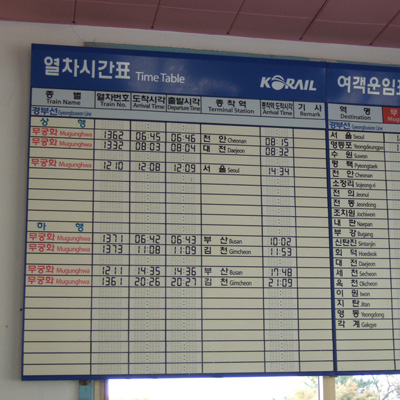 열차시간표 Time Table KORAIL
종 별 Train Name 열차번호 Train No. 도착시각 Arrival Time 출발시각 Departure Time 종 착 역 Terminal Station 종착역 도착시각 Arrival Time 기 사 Remark
경부선 Gyeongbuseon Line
상 행
무궁화 Mugunghwa 1362 06:45 06:46 천 안 Cheonan 08:15
무궁화 Mugunghwa 1332 08:03 08:04 대 전 Daejeon 08:32
무궁화 Mugunghwa 1210 12:08 12:09 서 울 Seoul 14:34
하 행
무궁화 Mugunghwa 1371 06:42 06:43 부 산 Busan 10:02
무궁화 Mugunghwa 1373 11:08 11:09 김 천 Gimcheon 11:53
무궁화 Mugunghwa 1211 14:35 14:36 부 산 Busan 17:48
무궁화 Mugunghwa 1361 20:26 20:27 김 천 Gimcheon 21:09
여객운임표
역 명 Destination
경부선 Gyeongbuseon Line
서 울 Seoul
영등포 Yeongdeungpo
수 원 Suwon
평 택 Pyeongtaek
천 안 Cheonan
소정리 Sojeong-ri
전 의 Jeonui
전 동 Jeondong
조치원 Jochiwon
내 판 Naepan
부 강 Bugang
신탄진 Sintanjin
회 덕 Hoedeok
대 전 Daejeon
세 천 Secheon
옥 천 Okcheon
이 원 Iwon
지 탄 Jitan
영 동 Yeongdong
각 계 Gakgye